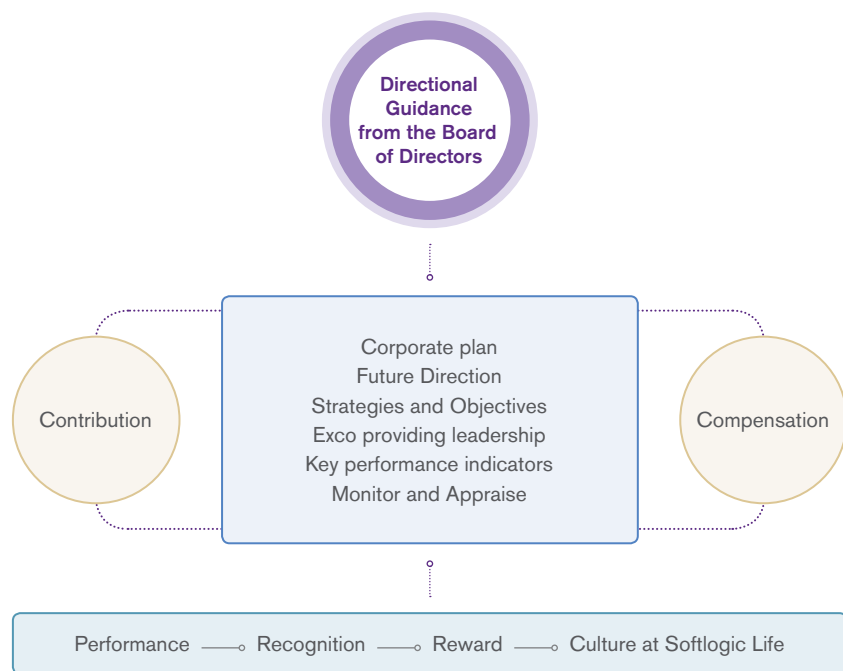 Directional
Guidance
from the Board
of Directors
Corporate plan
Future Direction
Strategies and Objectives
Exco providing leadership
Key performance indicators
Monitor and Appraise
Contribution
Compensation
Performance Recognition Reward Culture at Softlogic Life